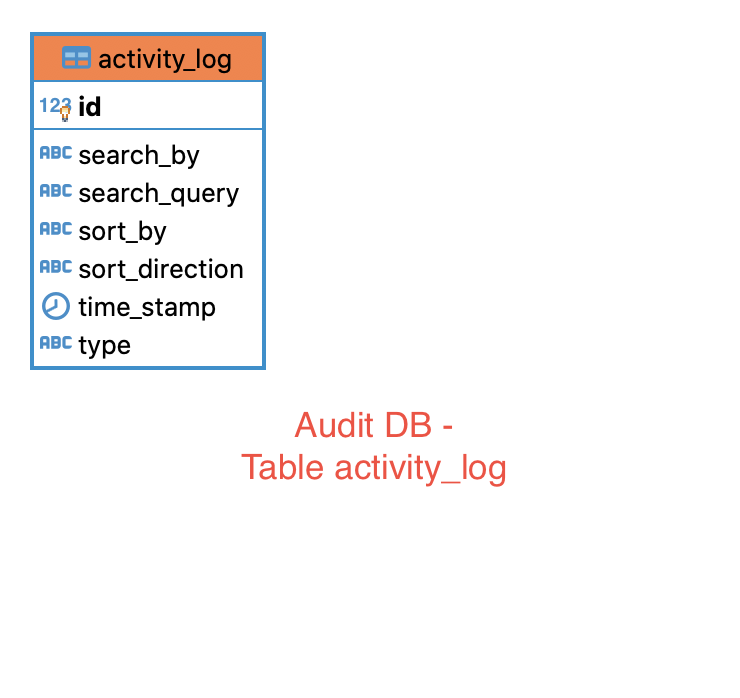 activity_log
123 id
ABC search_by
ABC search_query
ABC sort_by
ABC sort_direction
time_stamp
ABC type
Audit DB -
Table activity_log